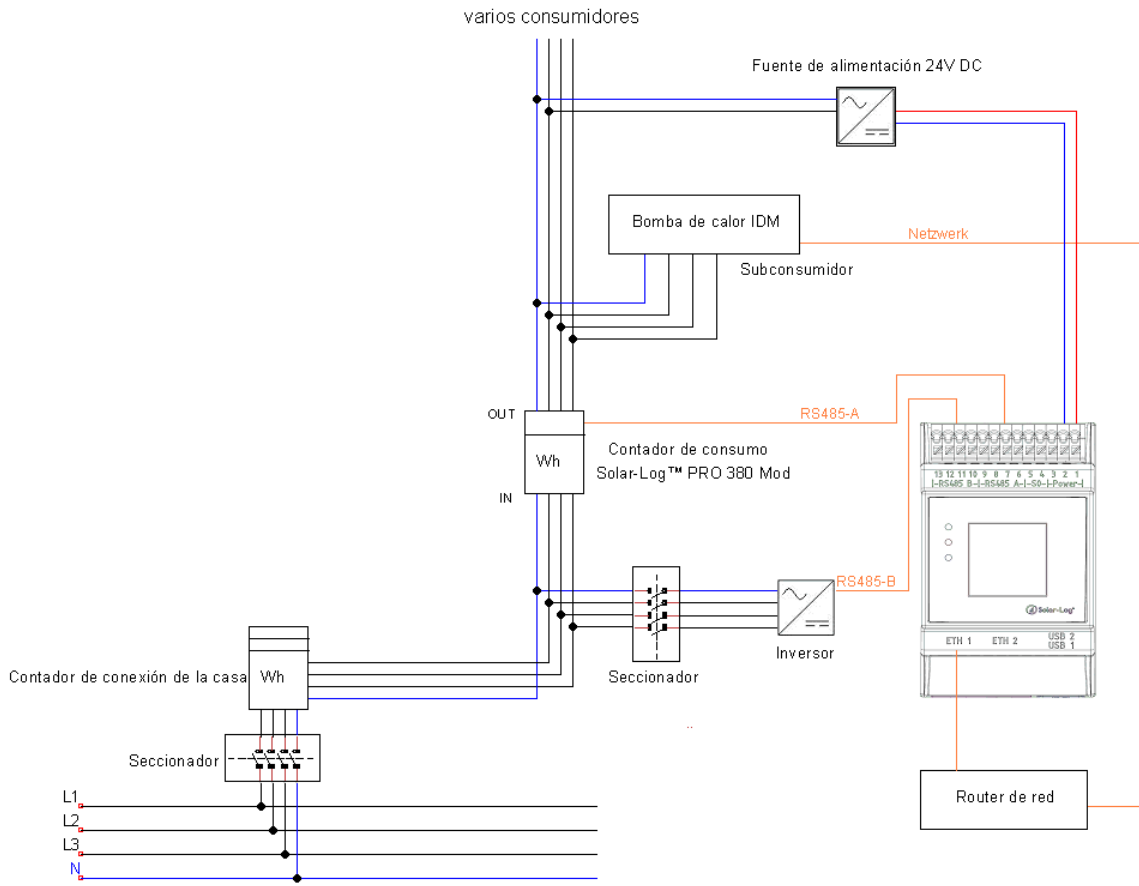 varios consumidores
Fuente de alimentación 24V DC
Bomba de calor IDM
Netzwerk
Subconsumidor
OUT
RS485-A
Wh
Contador de consumo
Solar-Log™ PRO 380 Mod
IN
13 12 11 10 9 8 7 6 5 4 3 2 1
|-RS485 B-|-RS485 A-|-S0-|-Power-|
RS485-B
Solar-Log®
ETH 1 ETH 2 USB 2
USB 1
Inversor
Seccionador
Contador de conexión de la casa
Wh
Seccionador
Router de red
L1
L2
L3
N